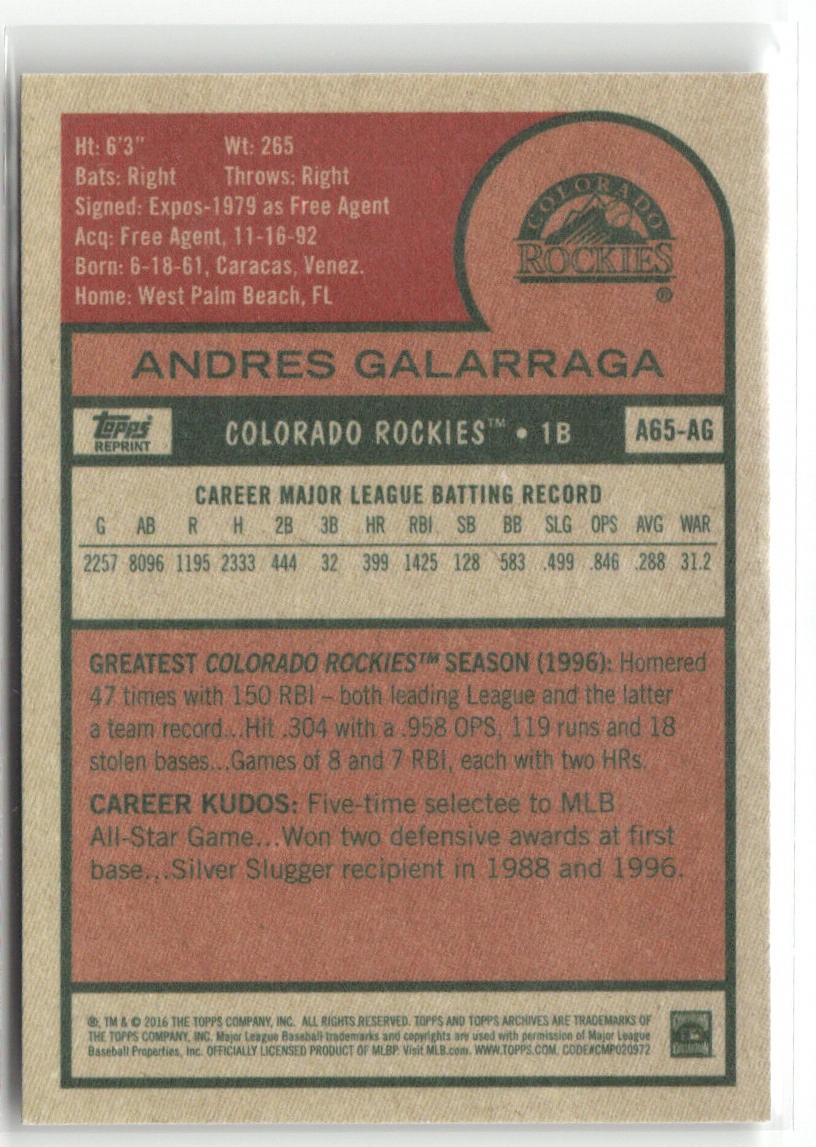 Ht: 6'3" Wt: 265
Bats: Right Throws: Right
Signed: Expos-1979 as Free Agent
Acq: Free Agent, 11-16-92
Born: 6-18-61, Caracas, Venez.
Home: West Palm Beach, FL
COLORADO
ROCKIES
®
ANDRES GALARRAGA
Topps
REPRINT
COLORADO ROCKIES™ • 1B
A65-AG
CAREER MAJOR LEAGUE BATTING RECORD
G AB R H 2B 3B HR RBI SB BB SLG OPS AVG WAR
2257 8096 1195 2333 444 32 399 1425 128 583 .499 .846 .288 31.2
GREATEST COLORADO ROCKIES™ SEASON (1996): Homered
47 times with 150 RBI – both leading League and the latter
a team record...Hit .304 with a .958 OPS, 119 runs and 18
stolen bases...Games of 8 and 7 RBI, each with two HRs.
CAREER KUDOS: Five-time selectee to MLB
All-Star Game...Won two defensive awards at first
base...Silver Slugger recipient in 1988 and 1996.
®, TM & © 2016 THE TOPPS COMPANY, INC. ALL RIGHTS RESERVED. TOPPS AND TOPPS ARCHIVES ARE TRADEMARKS OF
THE TOPPS COMPANY, INC. Major League Baseball trademarks and copyrights are used with permission of Major League
Baseball Properties, Inc. OFFICIALLY LICENSED PRODUCT OF MLBP. Visit MLB.com. WWW.TOPPS.COM. CODE#CMP020972